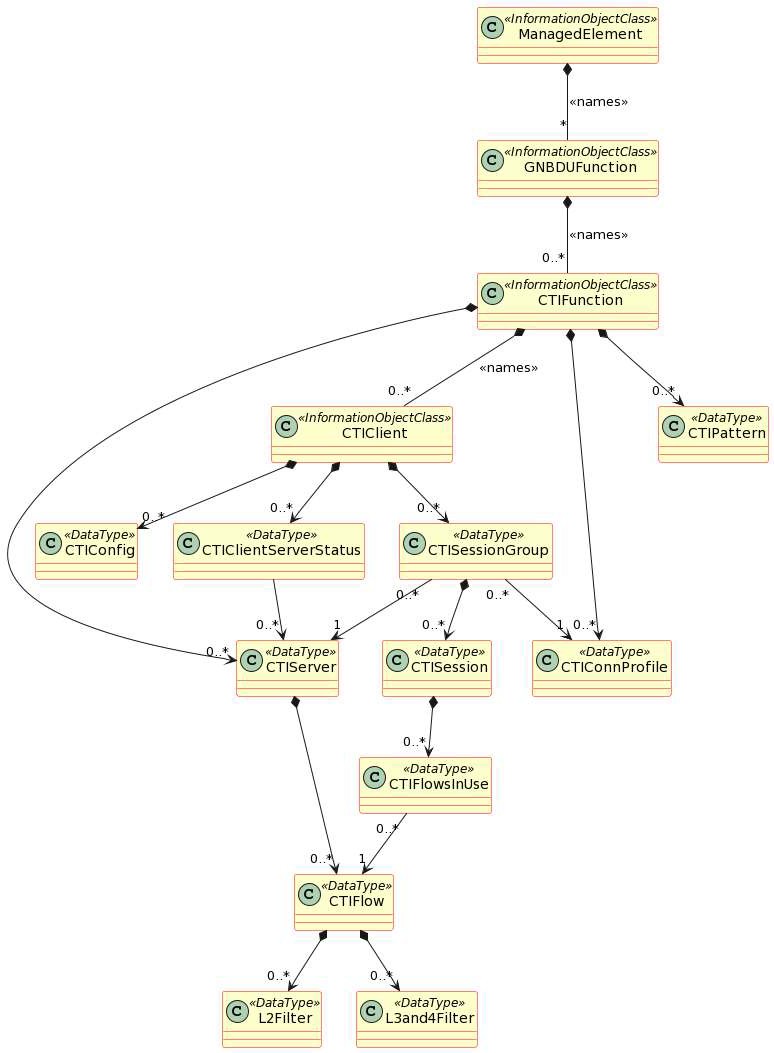 C
«InformationObjectClass»
ManagedElement
«names»
*
C
«InformationObjectClass»
GNBDUFunction
«names»
0..*
C
«InformationObjectClass»
CTIFunction
«names»
0..*
0..*
C
«InformationObjectClass»
CTIClient
C
«DataType»
CTIPattern
0..*
0..*
0..*
C
«DataType»
CTIConfig
C
«DataType»
CTIClientServerStatus
C
«DataType»
CTISessionGroup
0..*
0..*
0..*
0..*
1
0..*
1
0..*
C
«DataType»
CTIServer
C
«DataType»
CTISession
C
«DataType»
CTIConnProfile
0..*
C
«DataType»
CTIFlowsInUse
0..*
0..*
1
C
«DataType»
CTIFlow
0..*
0..*
C
«DataType»
L2Filter
C
«DataType»
L3and4Filter